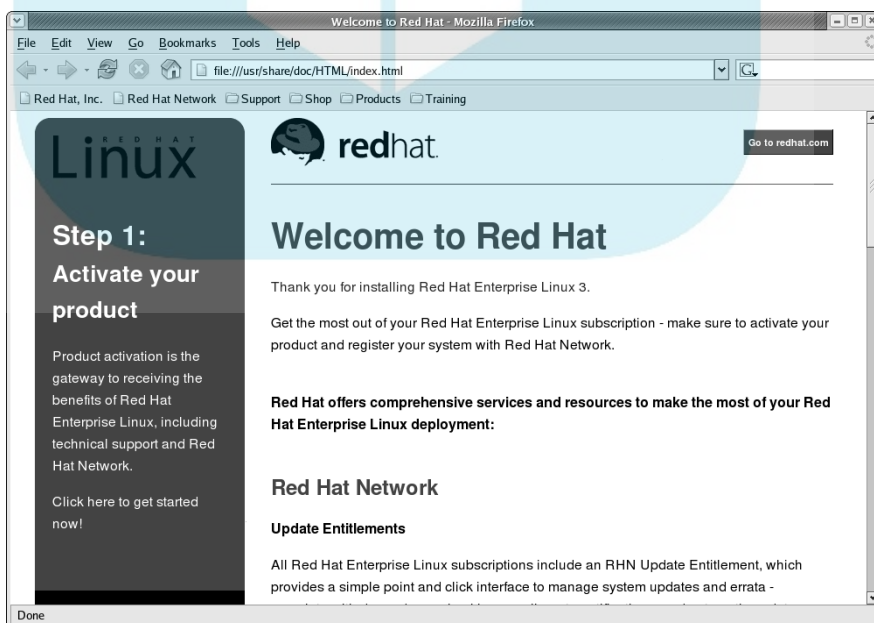 Welcome to Red Hat - Mozilla Firefox
File Edit View Go Bookmarks Tools Help
file:///usr/share/doc/HTML/index.html
G
Red Hat, Inc. Red Hat Network Support Shop Products Training
RED HAT
Linux
Step 1:
Activate your
product
Product activation is the
gateway to receiving the
benefits of Red Hat
Enterprise Linux, including
technical support and Red
Hat Network.
Click here to get started
now!
redhat.
Go to redhat.com
Welcome to Red Hat
Thank you for installing Red Hat Enterprise Linux 3.
Get the most out of your Red Hat Enterprise Linux subscription - make sure to activate your
product and register your system with Red Hat Network.
Red Hat offers comprehensive services and resources to make the most of your Red
Hat Enterprise Linux deployment:
Red Hat Network
Update Entitlements
All Red Hat Enterprise Linux subscriptions include an RHN Update Entitlement, which
provides a simple point and click interface to manage system updates and errata -
Done